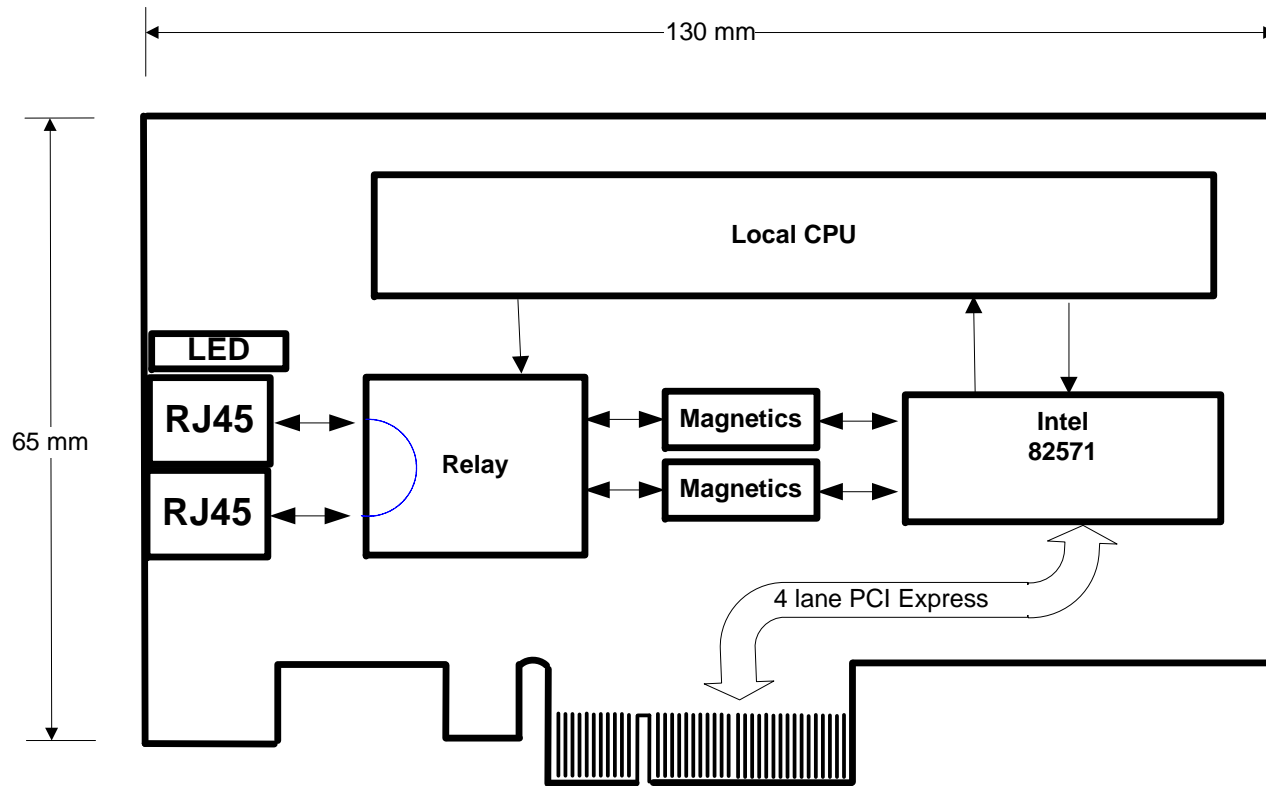 130 mm
Local CPU
LED
RJ45
65 mm
RJ45
Relay
Magnetics
Magnetics
Intel
82571
4 lane PCI Express